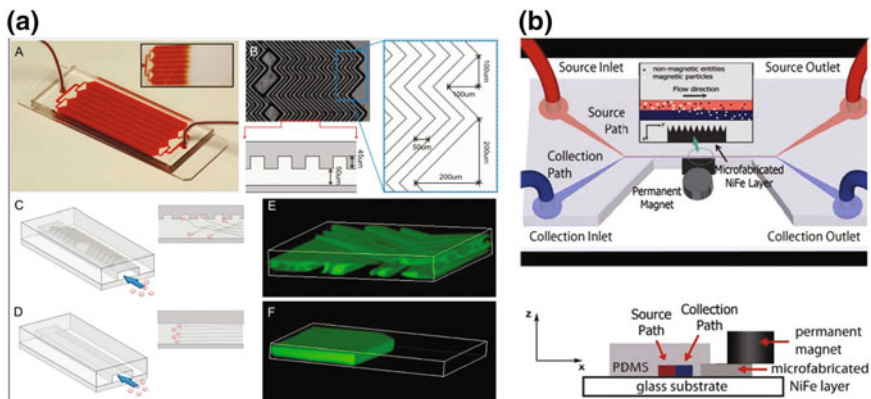 (a)
A
B
100um
100um
50um
200um
200um
45um
50um
C
D
E
F
(b)
Source Inlet
Source Outlet
non-magnetic entities
magnetic particles
Flow direction
Source
Path
Collection
Path
Permanent
Magnet
Microfabricated
NiFe Layer
Collection Inlet
Collection Outlet
z
x
Source
Path
Collection
Path
PDMS
glass substrate
permanent
magnet
microfabricated
NiFe layer